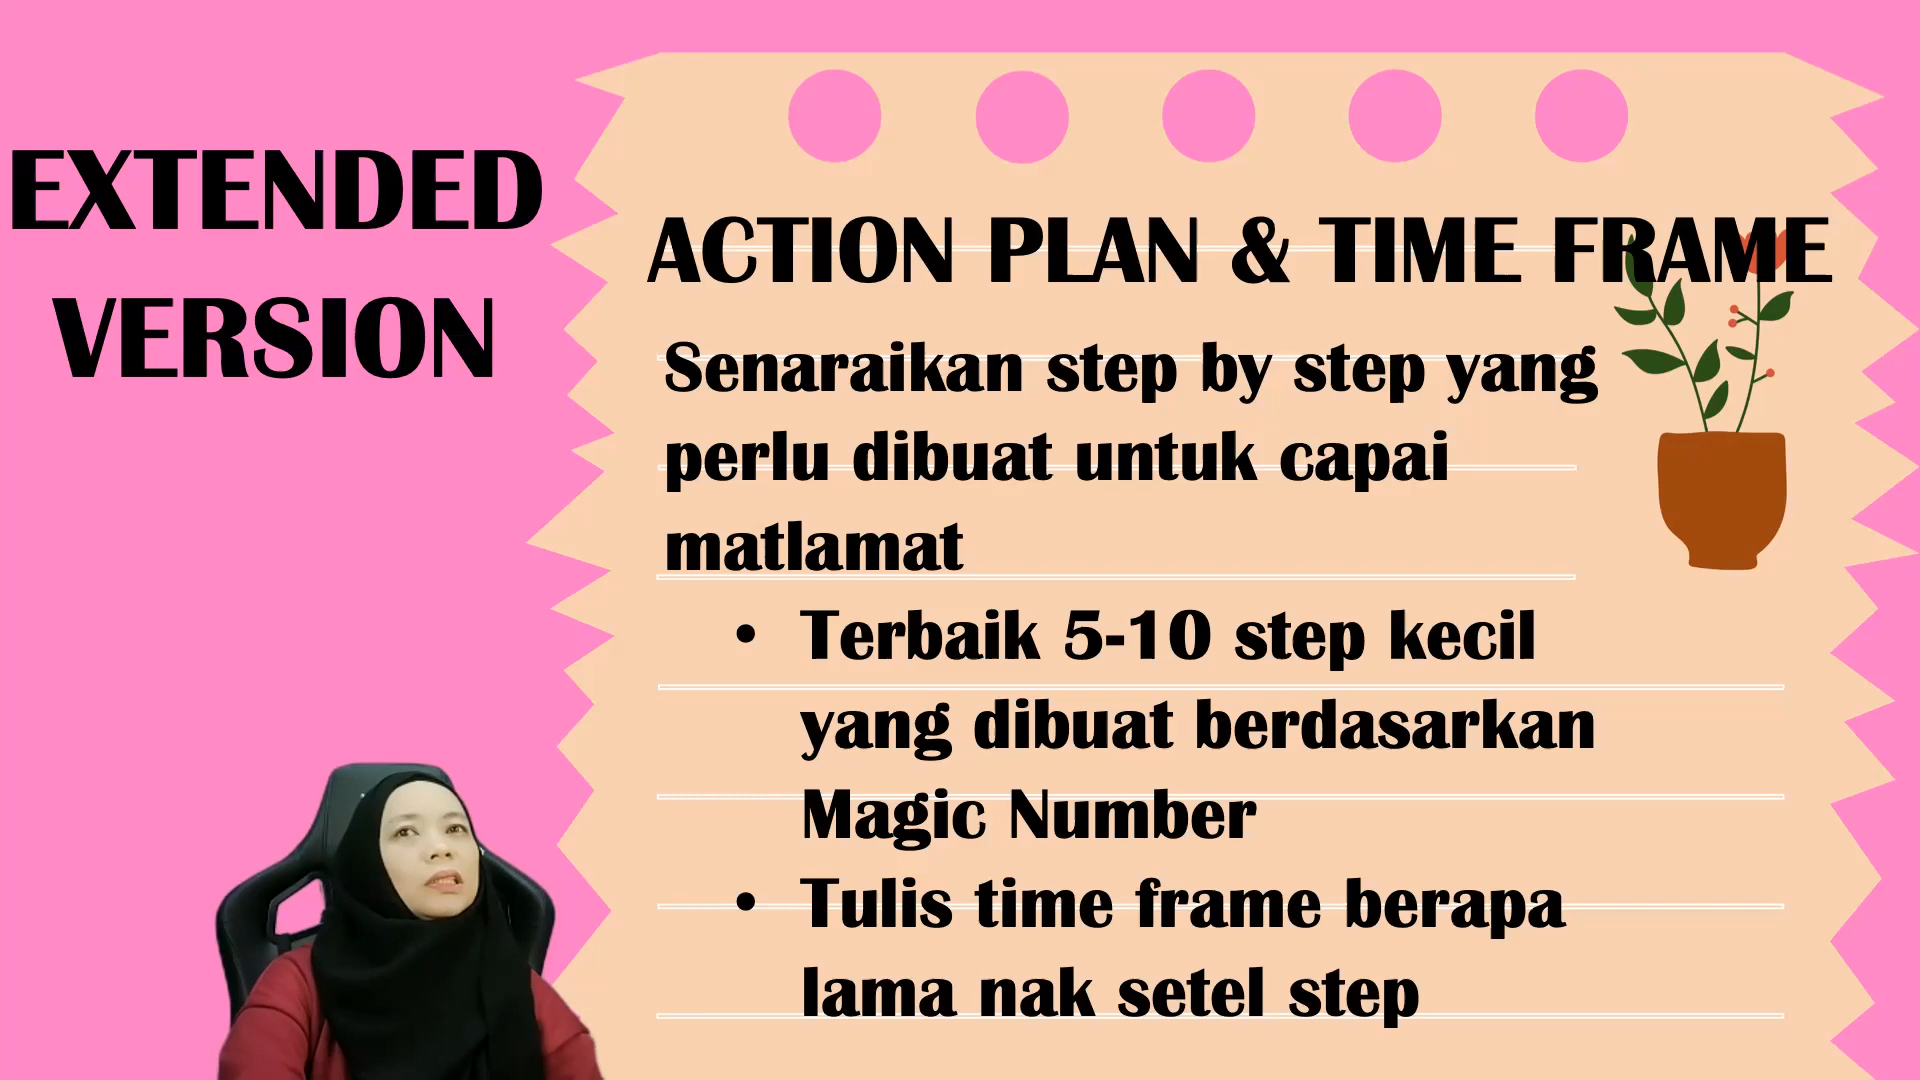 EXTENDED
VERSION
ACTION PLAN & TIME FRAME
Senaraikan step by step yang
perlu dibuat untuk capai
matlamat
• Terbaik 5-10 step kecil
yang dibuat berdasarkan
Magic Number
• Tulis time frame berapa
lama nak setel step